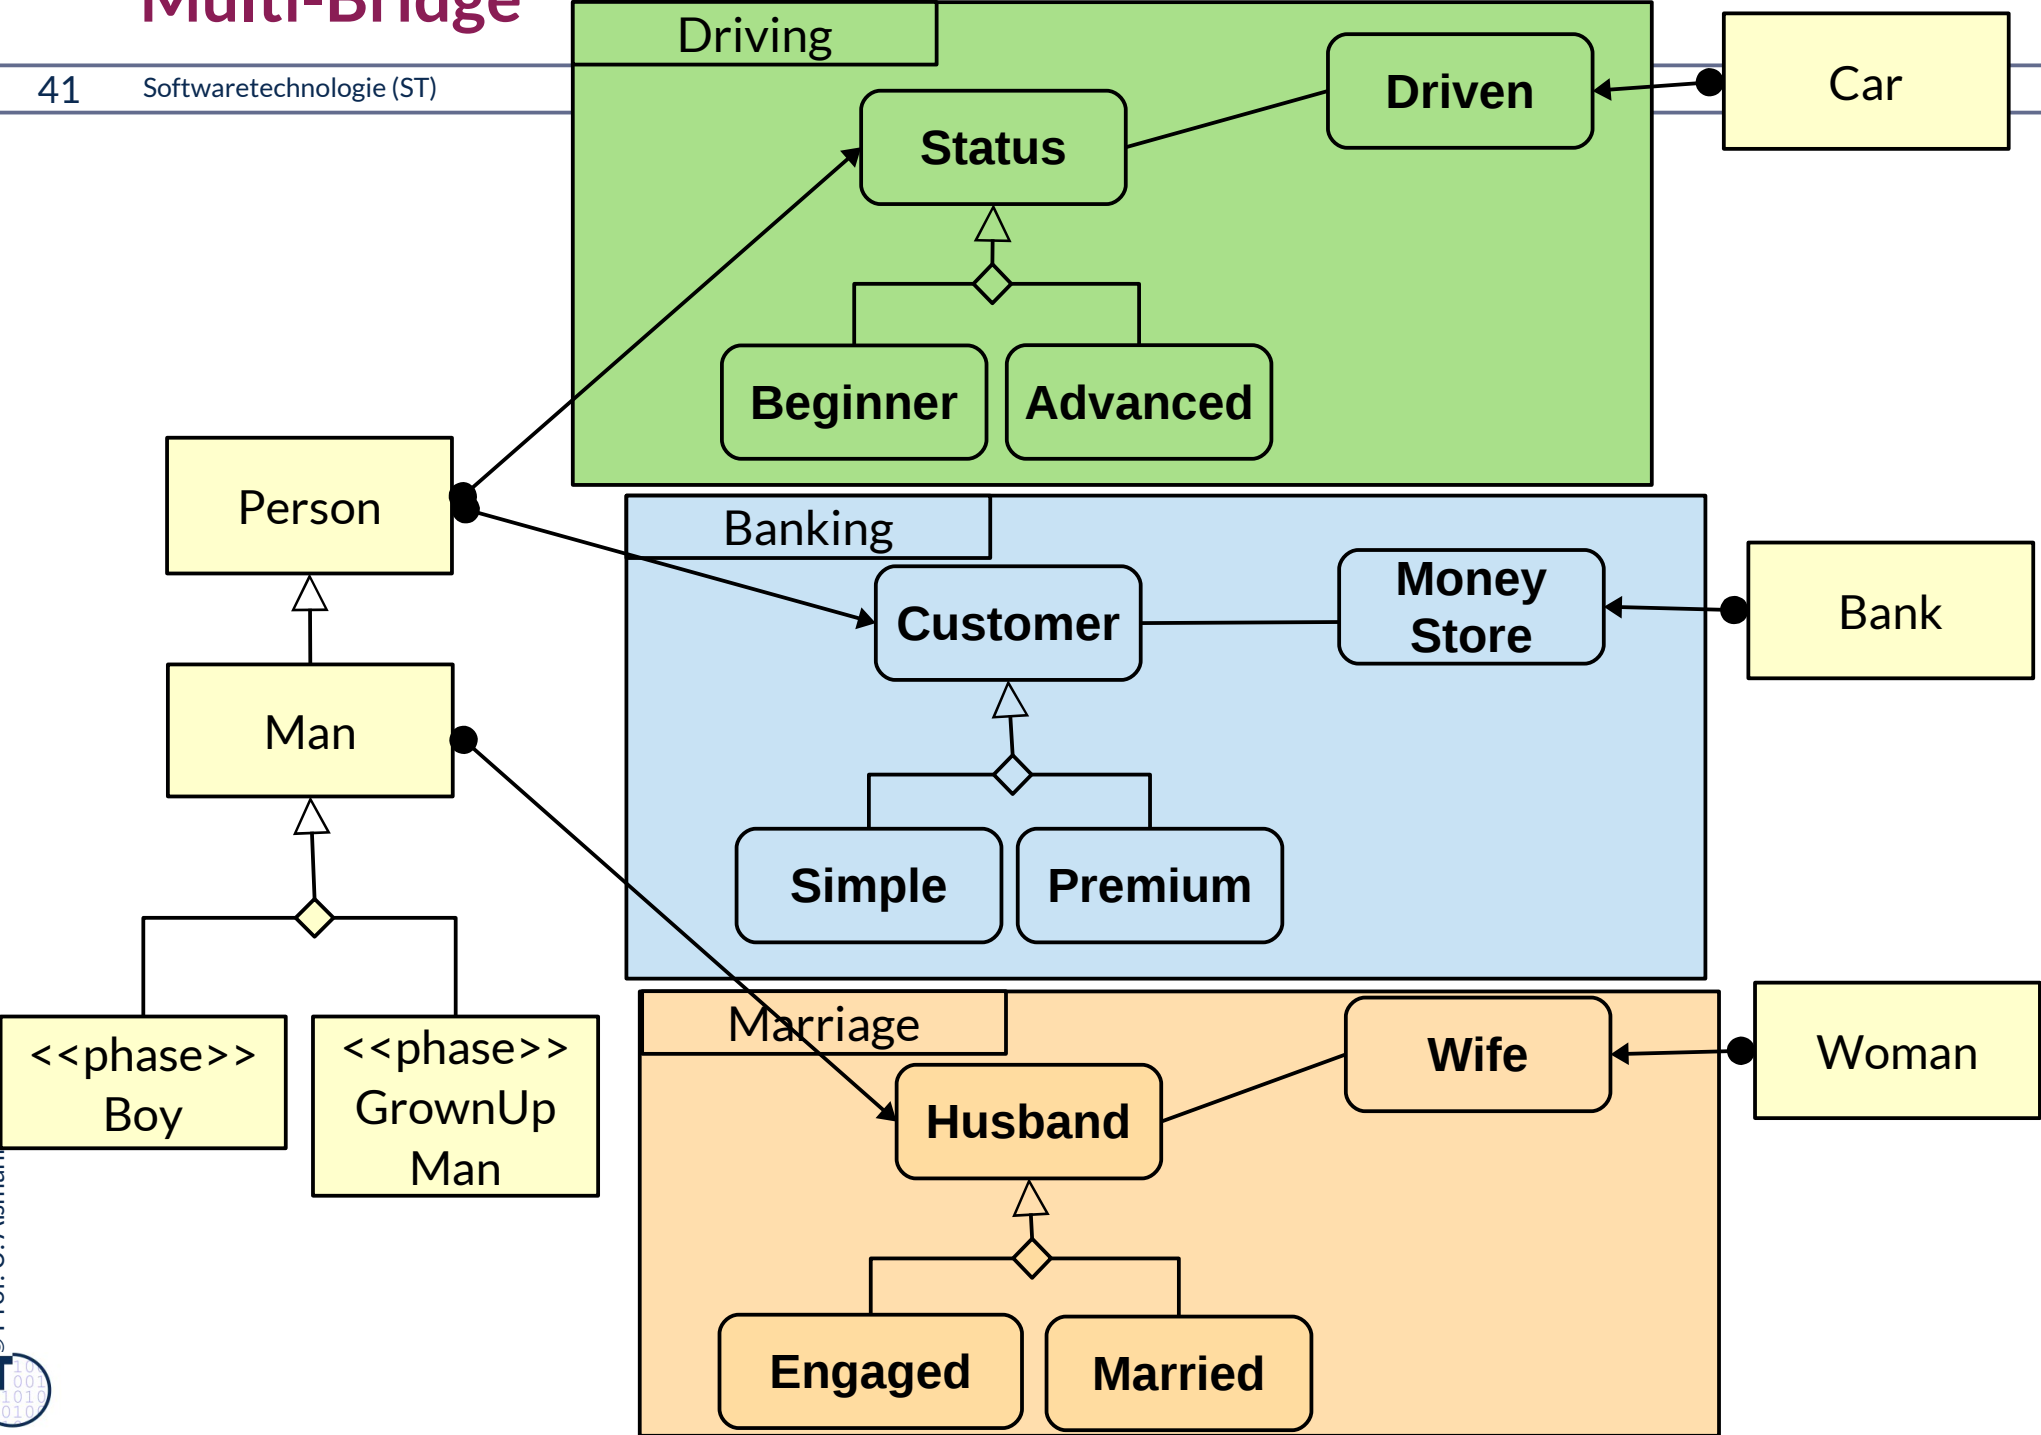 Multi-Bridge
41
Softwaretechnologie (ST)
Driving
Driven
Car
Status
Beginner
Advanced
Person
Banking
Money
Store
Bank
Customer
Man
Simple
Premium
<<phase>>
Boy
<<phase>>
GrownUp
Man
Marriage
Wife
Woman
Husband
Engaged
Married